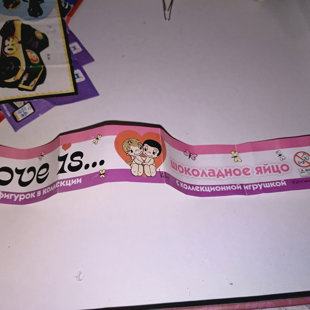 ove is...
фигурок в коллекции
шоколадное яйцо
с коллекционной игрушкой